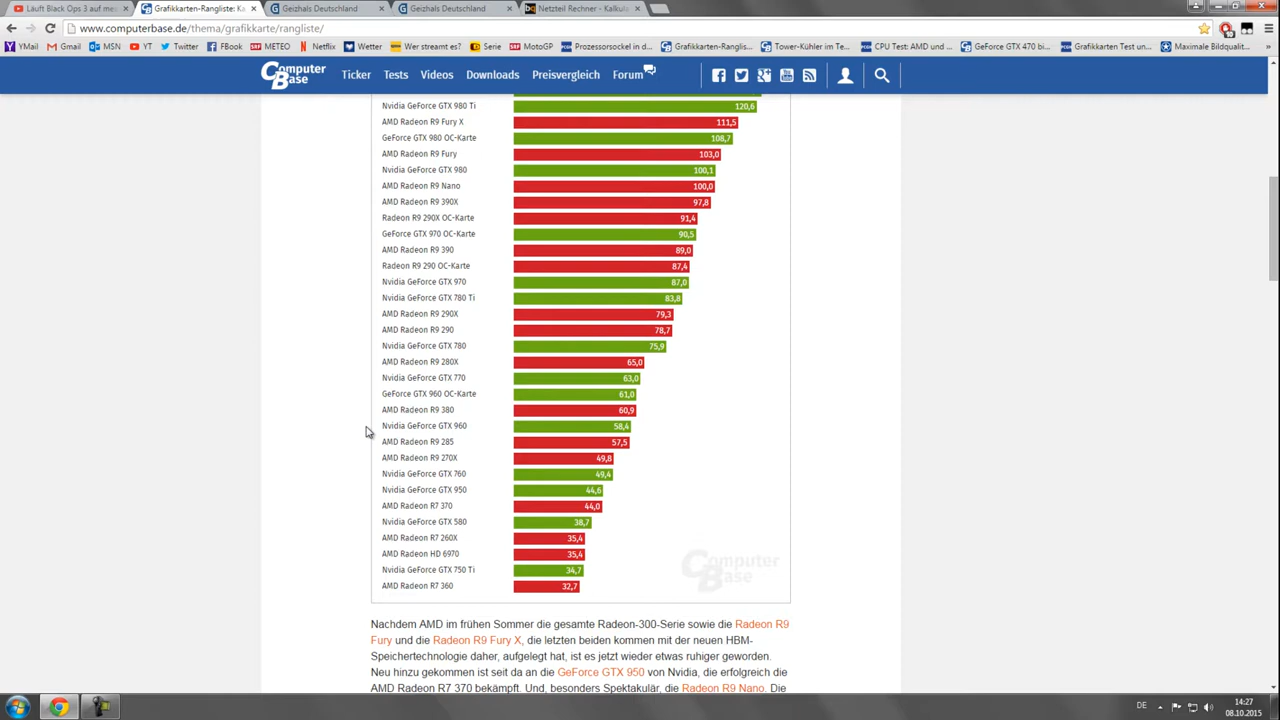 Läuft Black Ops 3 auf mei
Grafikkarten-Rangliste: Ka
Geizhals Deutschland
Geizhals Deutschland
Netzteil Rechner - Kalkula
www.computerbase.de/thema/grafikkarte/rangliste/
YMail Gmail MSN YT Twitter FBook METEO Netflix Wetter Wer streamt es? Serie MotoGP Prozessorsockel in d... Grafikkarten-Ranglis... Tower-Kühler im Te... CPU Test: AMD und ... GeForce GTX 470 bi... Grafikkarten Test un... Maximale Bildqualit...
ComputerBase Ticker Tests Videos Downloads Preisvergleich Forum
Nvidia GeForce GTX 980 Ti 120,6
AMD Radeon R9 Fury X 111,5
GeForce GTX 980 OC-Karte 108,7
AMD Radeon R9 Fury 103,0
Nvidia GeForce GTX 980 100,1
AMD Radeon R9 Nano 100,0
AMD Radeon R9 390X 97,8
Radeon R9 290X OC-Karte 91,4
GeForce GTX 970 OC-Karte 90,5
AMD Radeon R9 390 89,0
Radeon R9 290 OC-Karte 87,4
Nvidia GeForce GTX 970 87,0
Nvidia GeForce GTX 780 Ti 83,8
AMD Radeon R9 290X 79,3
AMD Radeon R9 290 78,7
Nvidia GeForce GTX 780 75,9
AMD Radeon R9 280X 65,0
Nvidia GeForce GTX 770 63,0
GeForce GTX 960 OC-Karte 61,0
AMD Radeon R9 380 60,9
Nvidia GeForce GTX 960 58,4
AMD Radeon R9 285 57,5
AMD Radeon R9 270X 49,8
Nvidia GeForce GTX 760 49,4
Nvidia GeForce GTX 950 44,6
AMD Radeon R7 370 44,0
Nvidia GeForce GTX 580 38,7
AMD Radeon R7 260X 35,4
AMD Radeon HD 6970 35,4
Nvidia GeForce GTX 750 Ti 34,7
AMD Radeon R7 360 32,7
ComputerBase
Nachdem AMD im frühen Sommer die gesamte Radeon-300-Serie sowie die Radeon R9
Fury und die Radeon R9 Fury X, die letzten beiden kommen mit der neuen HBM-
Speichertechnologie daher, aufgelegt hat, ist es jetzt wieder etwas ruhiger geworden.
Neu hinzu gekommen ist seit da an die GeForce GTX 950 von Nvidia, die erfolgreich die
AMD Radeon R7 370 bekämpft. Und, besonders Spektakulär, die Radeon R9 Nano. Die
DE
14:27
08.10.2015